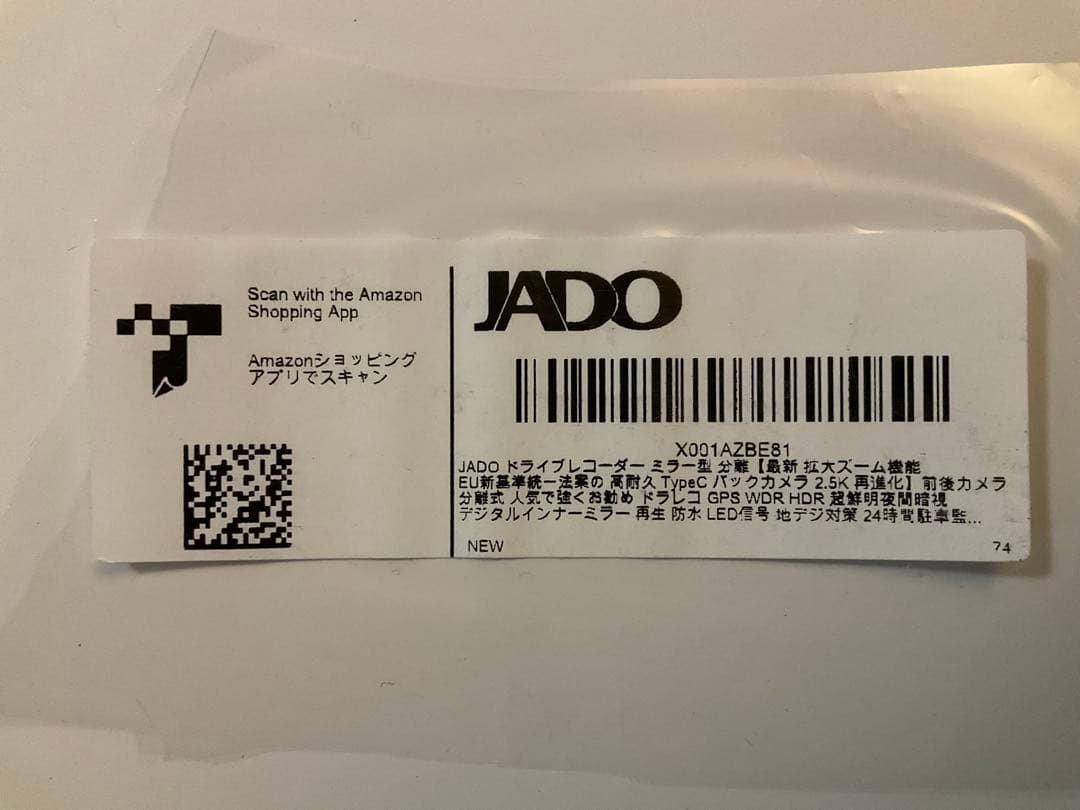 Scan with the Amazon
Shopping App
Amazonショッピング
アプリでスキャン
JADO
X001AZBE81
JADO ドライブレコーダー ミラー型 分離【最新 拡大ズーム機能
EU新基準統一法案の 高耐久 TypeC バックカメラ 2.5K 再進化】前後カメラ
分離式 人気で強くお勧め ドラレコ GPS WDR HDR 超鮮明夜間暗視
デジタルインナーミラー 再生 防水 LED信号 地デジ対策 24時間駐車監...
NEW
74